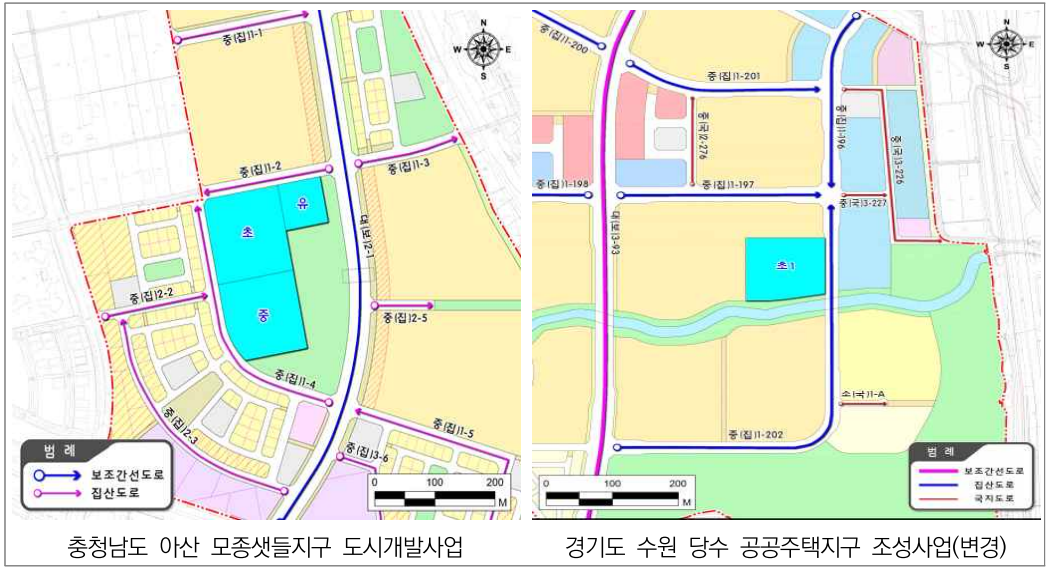 중(집)1-1
N
W
E
S
중(집)1-2
중(집)1-3
유
초
대(보)2-1
중(집)2-2
중
중(집)2-5
중(집)1-4
중(집)2-3
중(집)1-5
중(집)3-6
범 례
보조간선도로
집산도로
0 100 200
M
충청남도 아산 모종샛들지구 도시개발사업
중(집)1-200
N
W
E
S
중(집)1-201
중(국)2-276
중(집)1-196
중(국)3-226
중(집)1-198
중(집)1-197
중(국)3-227
대(보)3-93
초1
소(국)1-A
중(집)1-202
범 례
보조간선도로
집산도로
국지도로
0 100 200
M
경기도 수원 당수 공공주택지구 조성사업(변경)